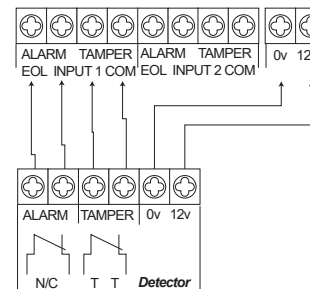 ALARM TAMPER ALARM TAMPER 0v 12
EOL INPUT 1 COM EOL INPUT 2 COM
ALARM TAMPER 0v 12v
N/C T T Detector